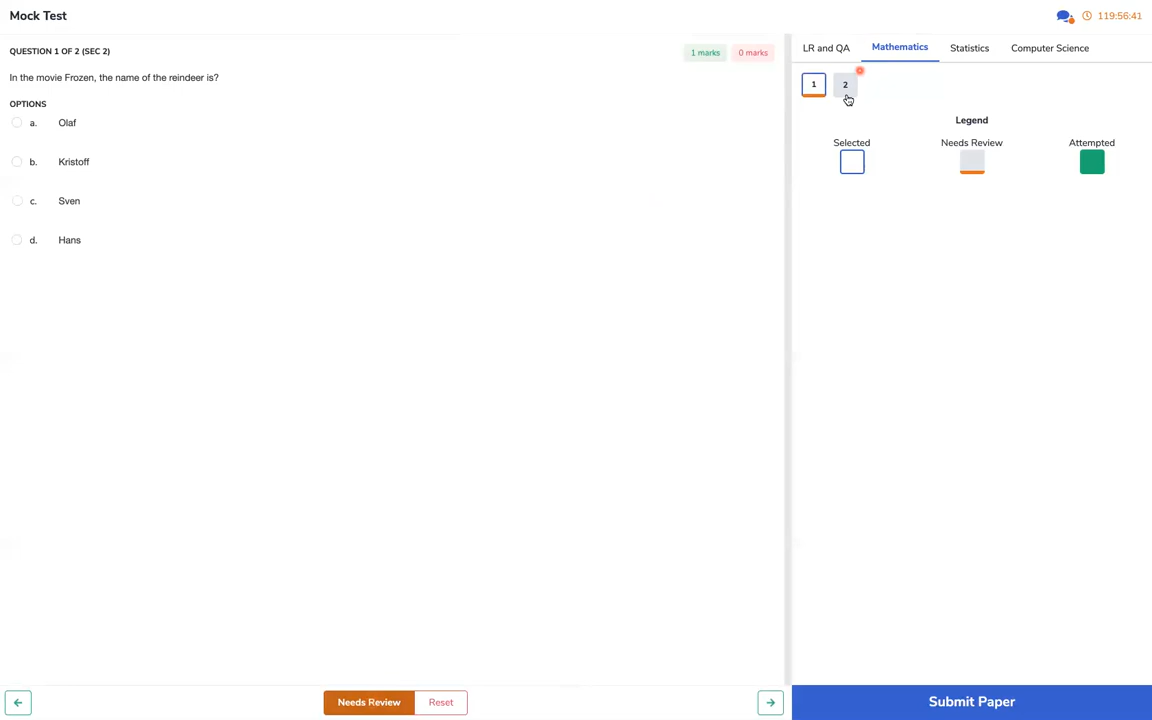 Mock Test
119:56:41
QUESTION 1 OF 2 (SEC 2)
1 marks
0 marks
In the movie Frozen, the name of the reindeer is?
OPTIONS
a. Olaf
b. Kristoff
c. Sven
d. Hans
Needs Review
Reset
LR and QA
Mathematics
Statistics
Computer Science
1
2
Legend
Selected
Needs Review
Attempted
Submit Paper